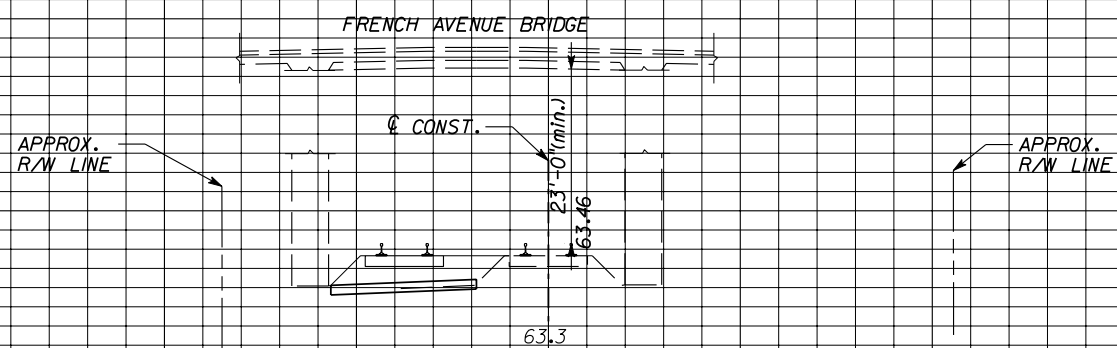 FRENCH AVENUE BRIDGE
℄ CONST.
APPROX.
R/W LINE
APPROX.
R/W LINE
23'-0"(min.)
63.46
63.3